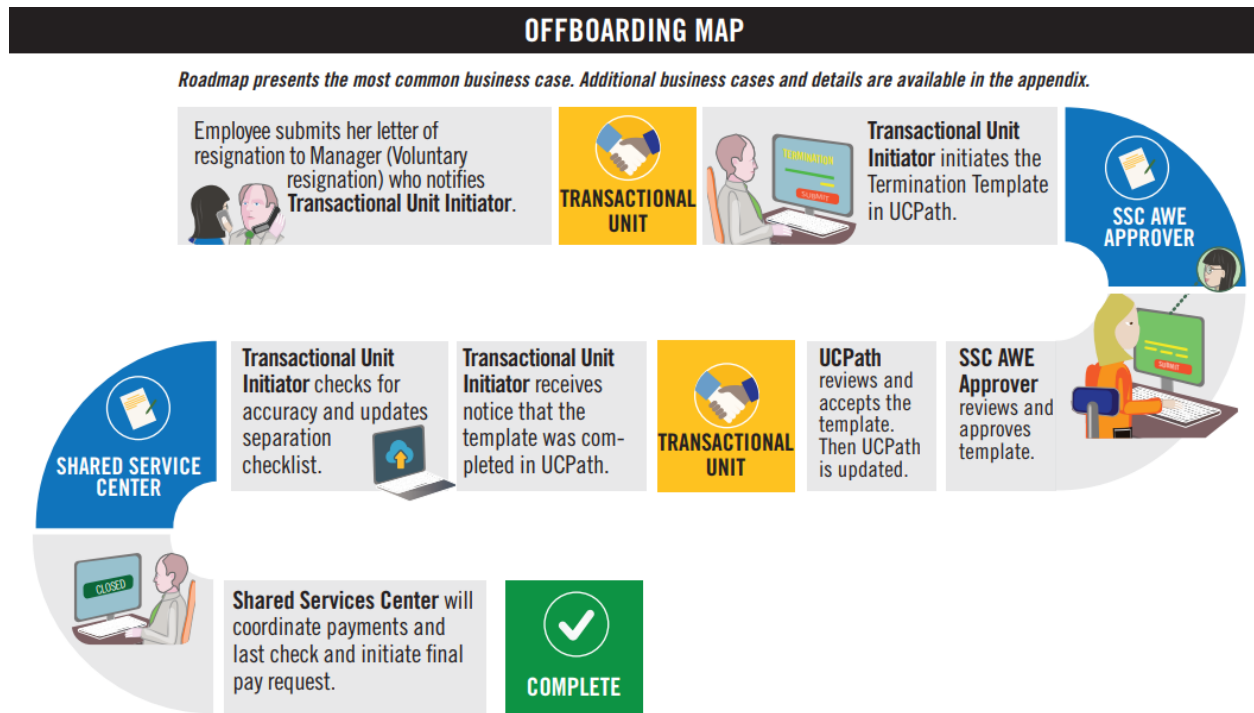 OFFBOARDING MAP
Roadmap presents the most common business case. Additional business cases and details are available in the appendix.
Employee submits her letter of
resignation to Manager (Voluntary
resignation) who notifies
Transactional Unit Initiator.
TRANSACTIONAL
UNIT
TERMINATION
SUBMIT
Transactional Unit
Initiator initiates the
Termination Template
in UCPath.
SSC AWE
APPROVER
SUBMIT
SSC AWE
Approver
reviews and
approves
template.
UCPath
reviews and
accepts the
template.
Then UCPath
is updated.
TRANSACTIONAL
UNIT
Transactional Unit
Initiator receives
notice that the
template was com-
pleted in UCPath.
Transactional Unit
Initiator checks for
accuracy and updates
separation
checklist.
SHARED SERVICE
CENTER
CLOSED
Shared Services Center will
coordinate payments and
last check and initiate final
pay request.
COMPLETE